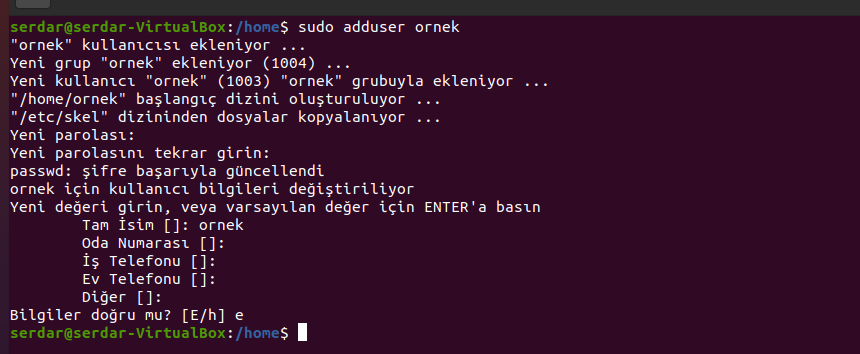 serdar@serdar-VirtualBox:/home$ sudo adduser ornek
"ornek" kullanıcısı ekleniyor ...
Yeni grup "ornek" ekleniyor (1004) ...
Yeni kullanıcı "ornek" (1003) "ornek" grubuyla ekleniyor ...
"/home/ornek" başlangıç dizini oluşturuluyor ...
"/etc/skel" dizininden dosyalar kopyalanıyor ...
Yeni parolası:
Yeni parolasını tekrar girin:
passwd: şifre başarıyla güncellendi
ornek için kullanıcı bilgileri değiştiriliyor
Yeni değeri girin, veya varsayılan değer için ENTER'a basın
Tam İsim []: ornek
Oda Numarası []:
İş Telefonu []:
Ev Telefonu []:
Diğer []:
Bilgiler doğru mu? [E/h] e
serdar@serdar-VirtualBox:/home$